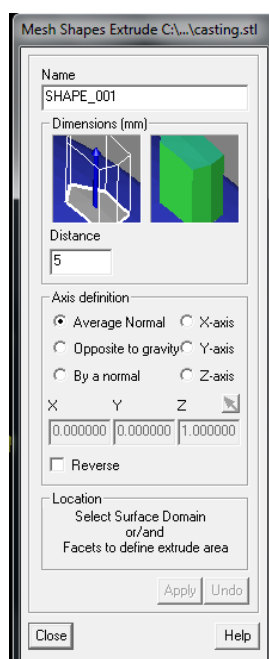 Mesh Shapes Extrude C:\...\casting.stl
Name
SHAPE_001
Dimensions (mm)
Distance
5
Axis definition
Average Normal X-axis
Opposite to gravity Y-axis
By a normal Z-axis
X Y Z
0.000000 0.000000 1.000000
Reverse
Location
Select Surface Domain
or/and
Facets to define extrude area
Apply Undo
Close Help